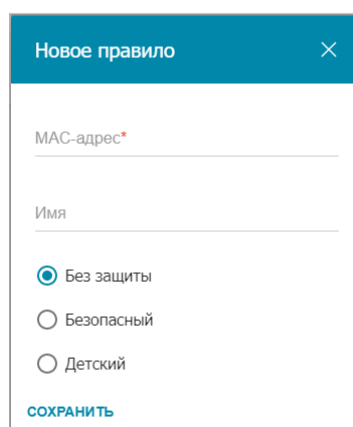 Новое правило
MAC-адрес*
Имя
Без защиты
Безопасный
Детский
СОХРАНИТЬ